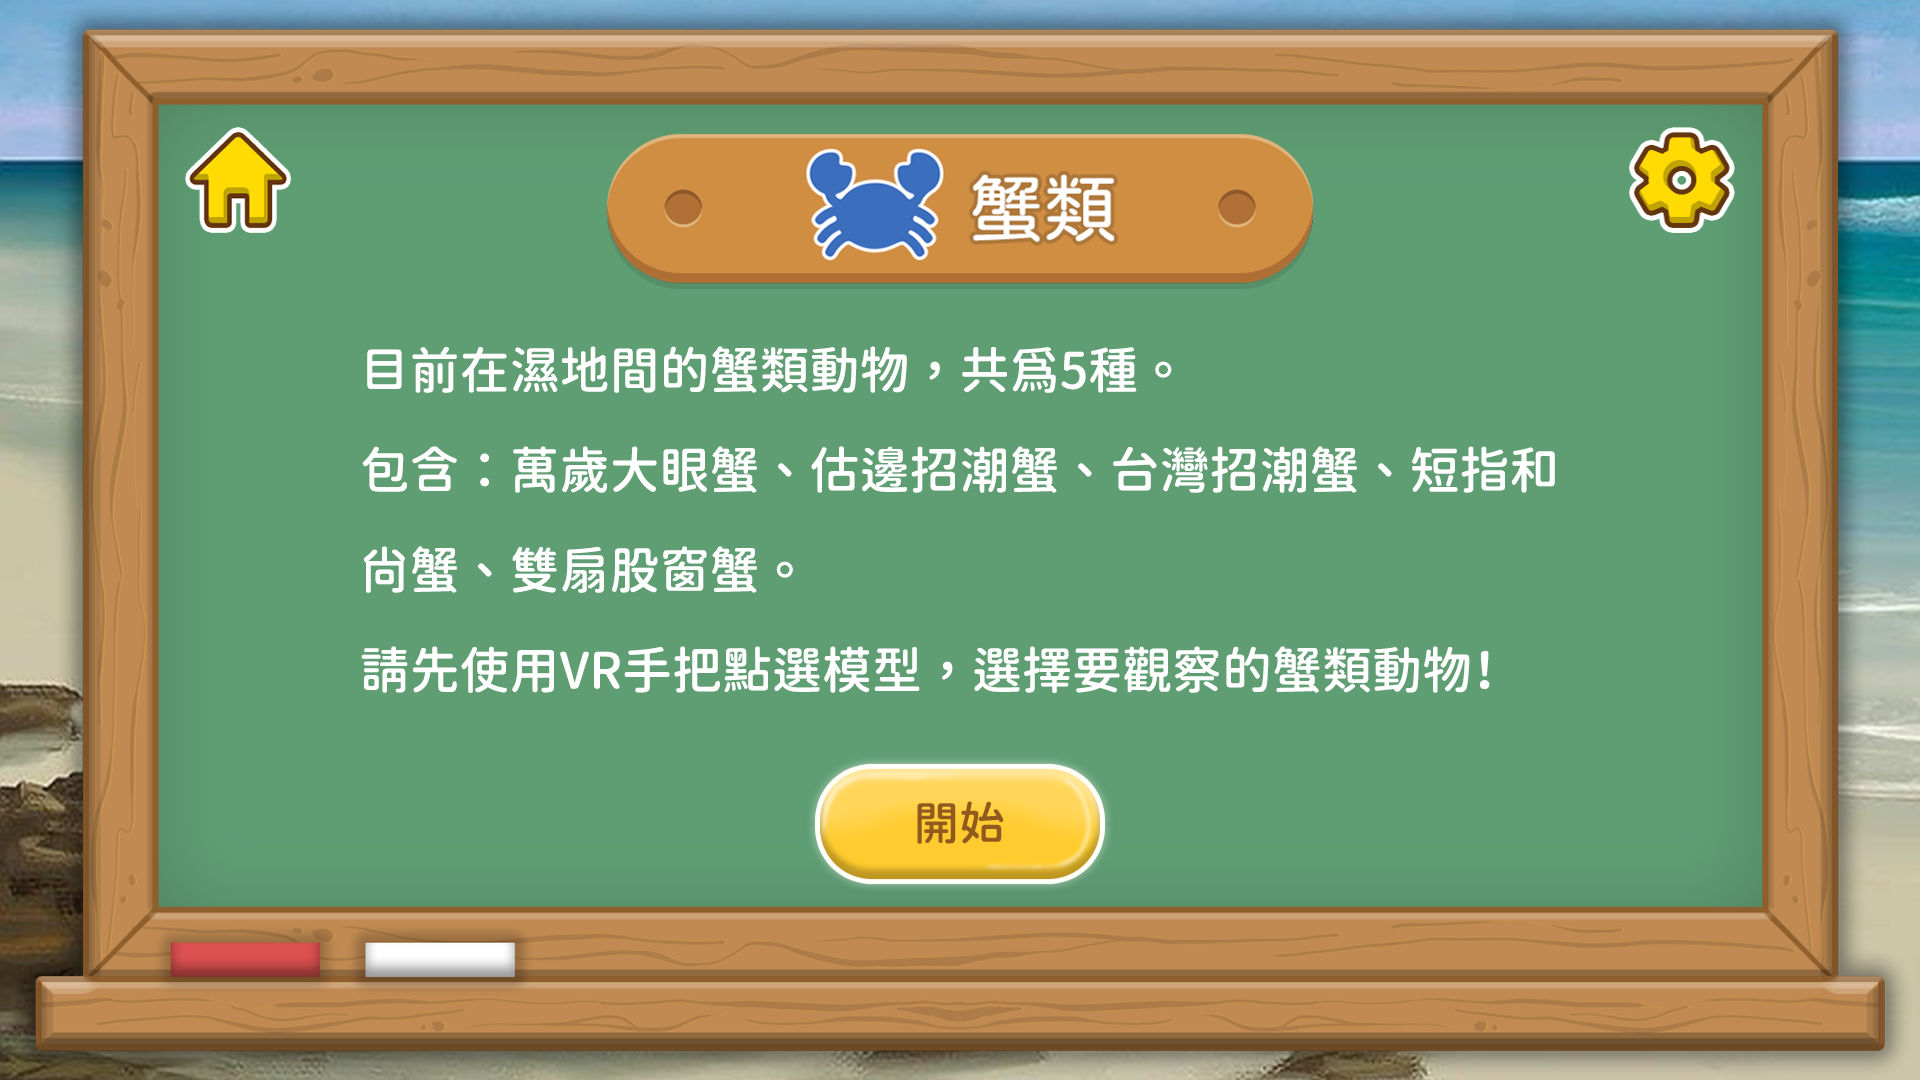 蟹類
目前在濕地間的蟹類動物，共爲5種。
包含：萬歲大眼蟹、估邊招潮蟹、台灣招潮蟹、短指和
尚蟹、雙扇股窗蟹。
請先使用VR手把點選模型，選擇要觀察的蟹類動物！
開始